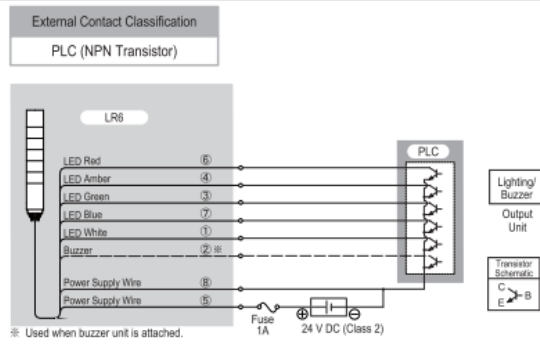 External Contact Classification
PLC (NPN Transistor)
LR6
PLC
LED Red ⑥
LED Amber ④
LED Green ③
LED Blue ⑦
LED White ①
Buzzer ②※
Power Supply Wire ⑧
Power Supply Wire ⑤
Fuse
1A
⊕ ⊖
24 V DC (Class 2)
※ Used when buzzer unit is attached.
Lighting/
Buzzer
Output
Unit
Transistor
Schematic
C
E B